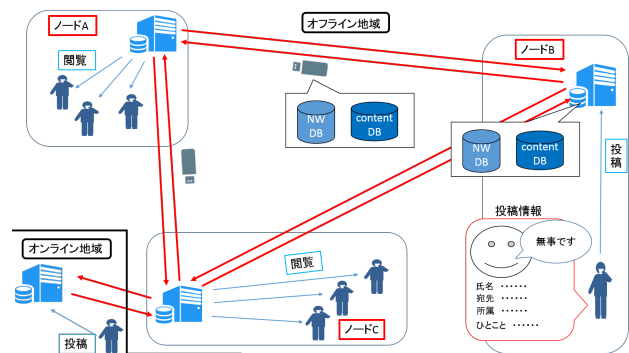 ノードA
オフライン地域
ノードB
閲覧
NW
DB
content
DB
NW
DB
content
DB
投稿
投稿情報
無事です
氏名 ‥‥‥
宛先 ‥‥‥
所属 ‥‥‥
ひとこと ‥‥‥
オンライン地域
閲覧
ノードC
投稿